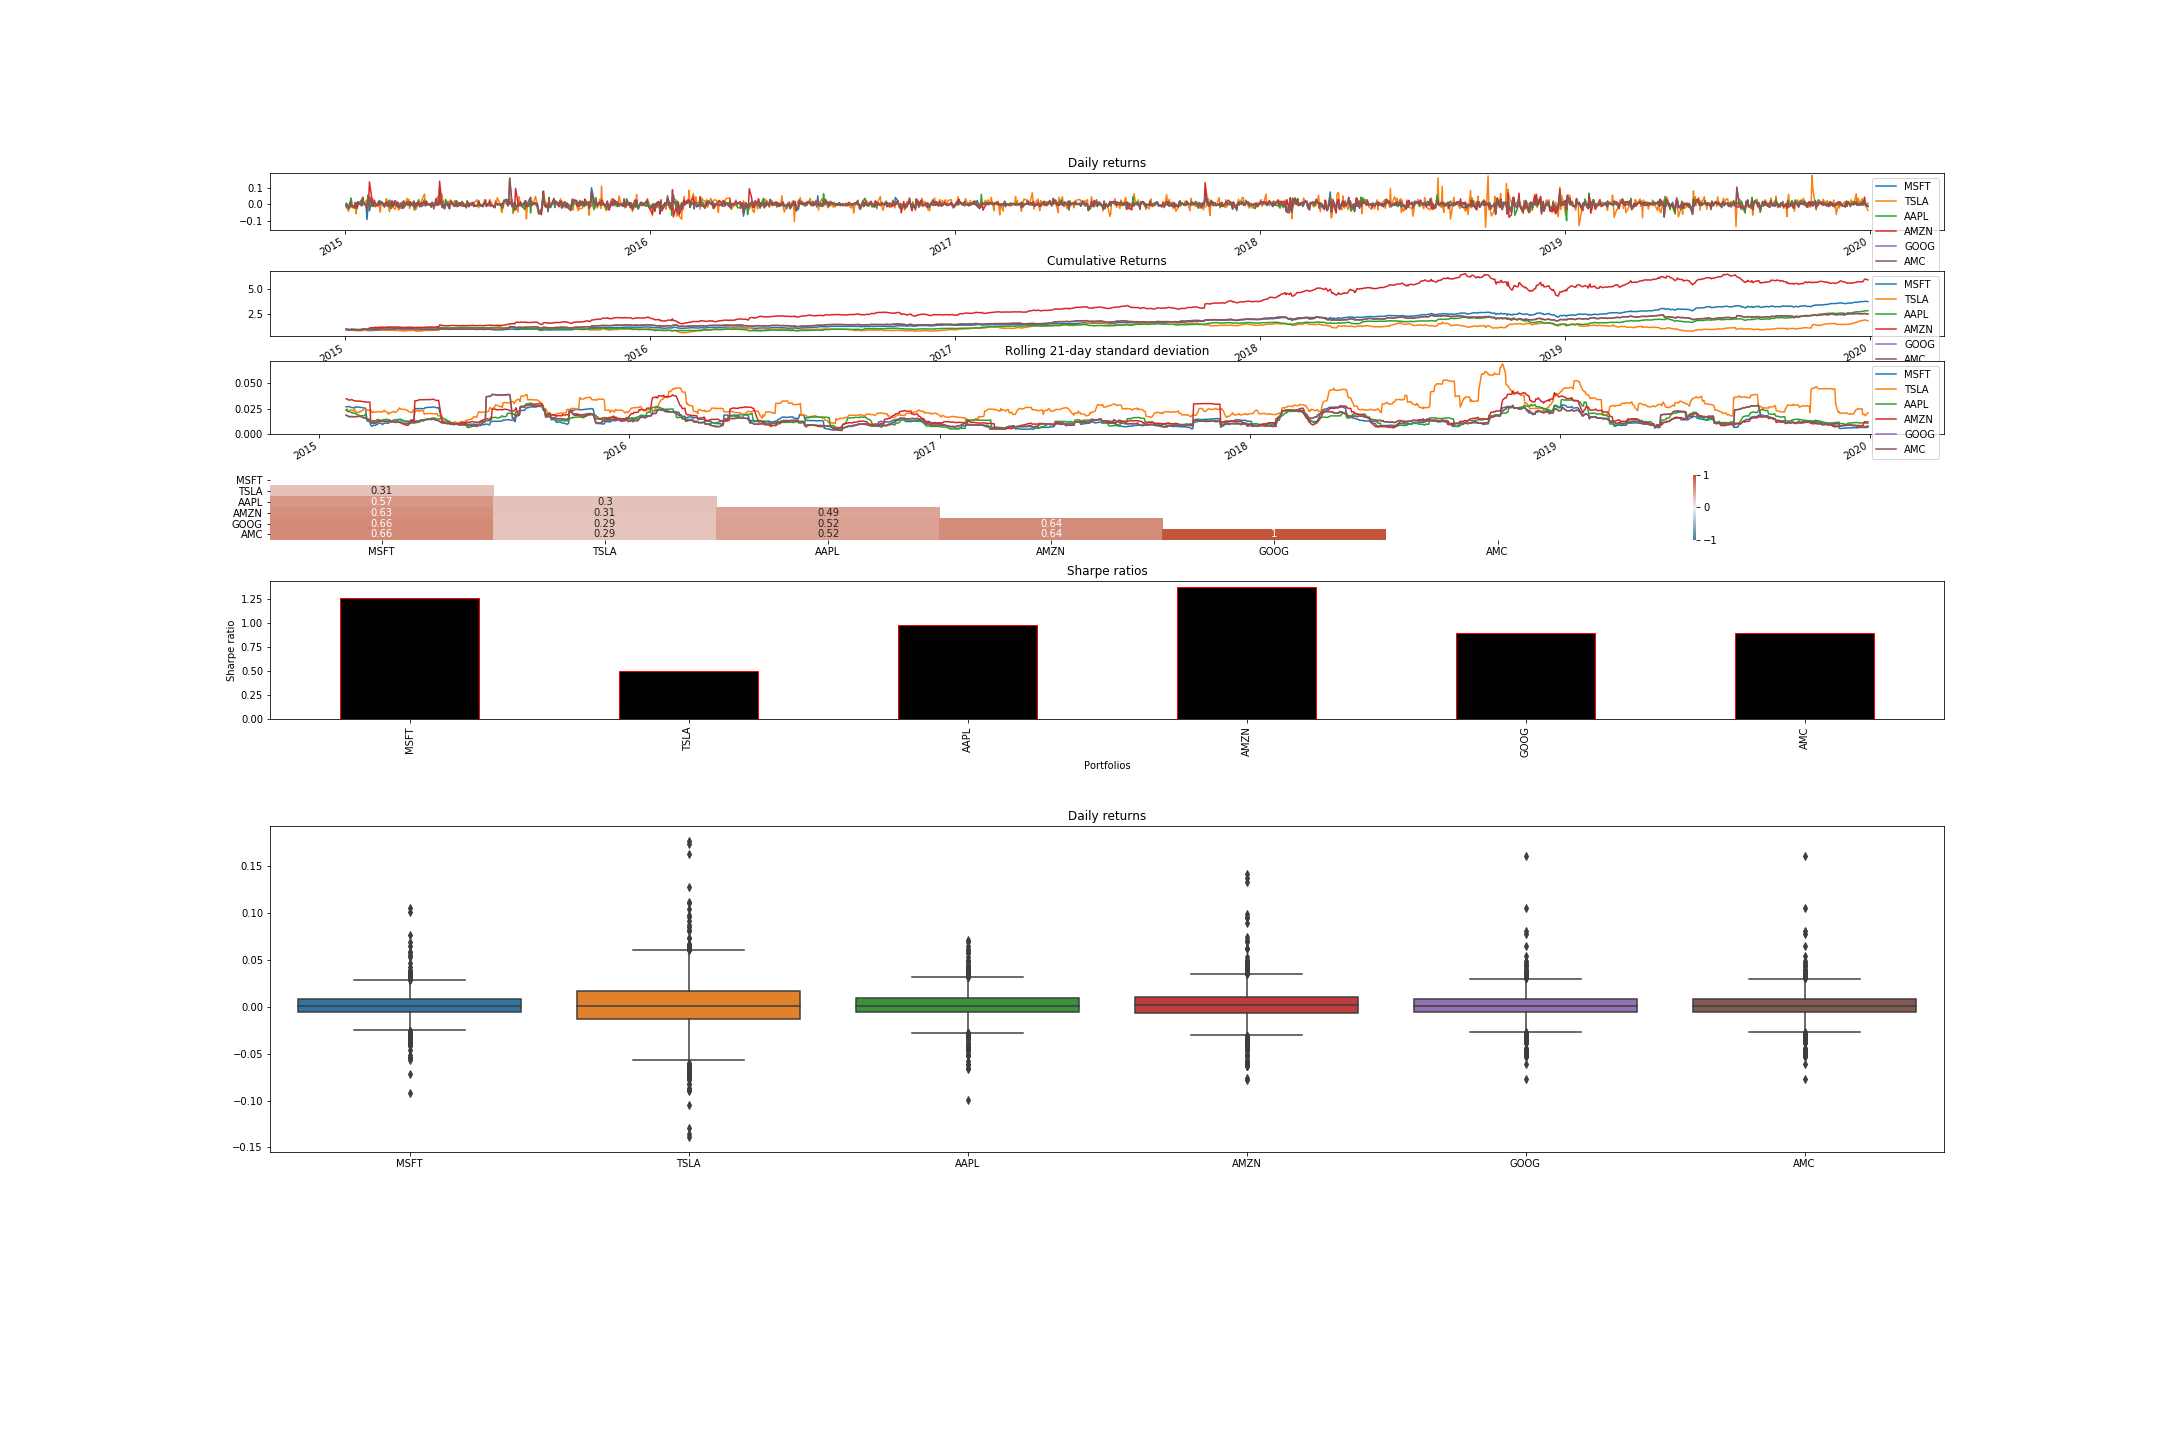 Daily returns
0.1
0.0
−0.1
MSFT
TSLA
AAPL
AMZN
GOOG
AMC
2015 2016 2017 2018 2019 2020
Cumulative Returns
5.0
2.5
MSFT
TSLA
AAPL
AMZN
GOOG
AMC
2015 2016 2017 2018 2019 2020
Rolling 21-day standard deviation
0.050
0.025
0.000
MSFT
TSLA
AAPL
AMZN
GOOG
AMC
2015 2016 2017 2018 2019 2020
MSFT
TSLA 0.31
AAPL 0.57 0.3
AMZN 0.63 0.31 0.49
GOOG 0.66 0.29 0.52 0.64
AMC 0.66 0.29 0.52 0.64 1
MSFT TSLA AAPL AMZN GOOG AMC
1
0
−1
Sharpe ratios
Sharpe ratio
1.25
1.00
0.75
0.50
0.25
0.00
MSFT TSLA AAPL AMZN GOOG AMC
Portfolios
Daily returns
0.15
0.10
0.05
0.00
−0.05
−0.10
−0.15
MSFT TSLA AAPL AMZN GOOG AMC